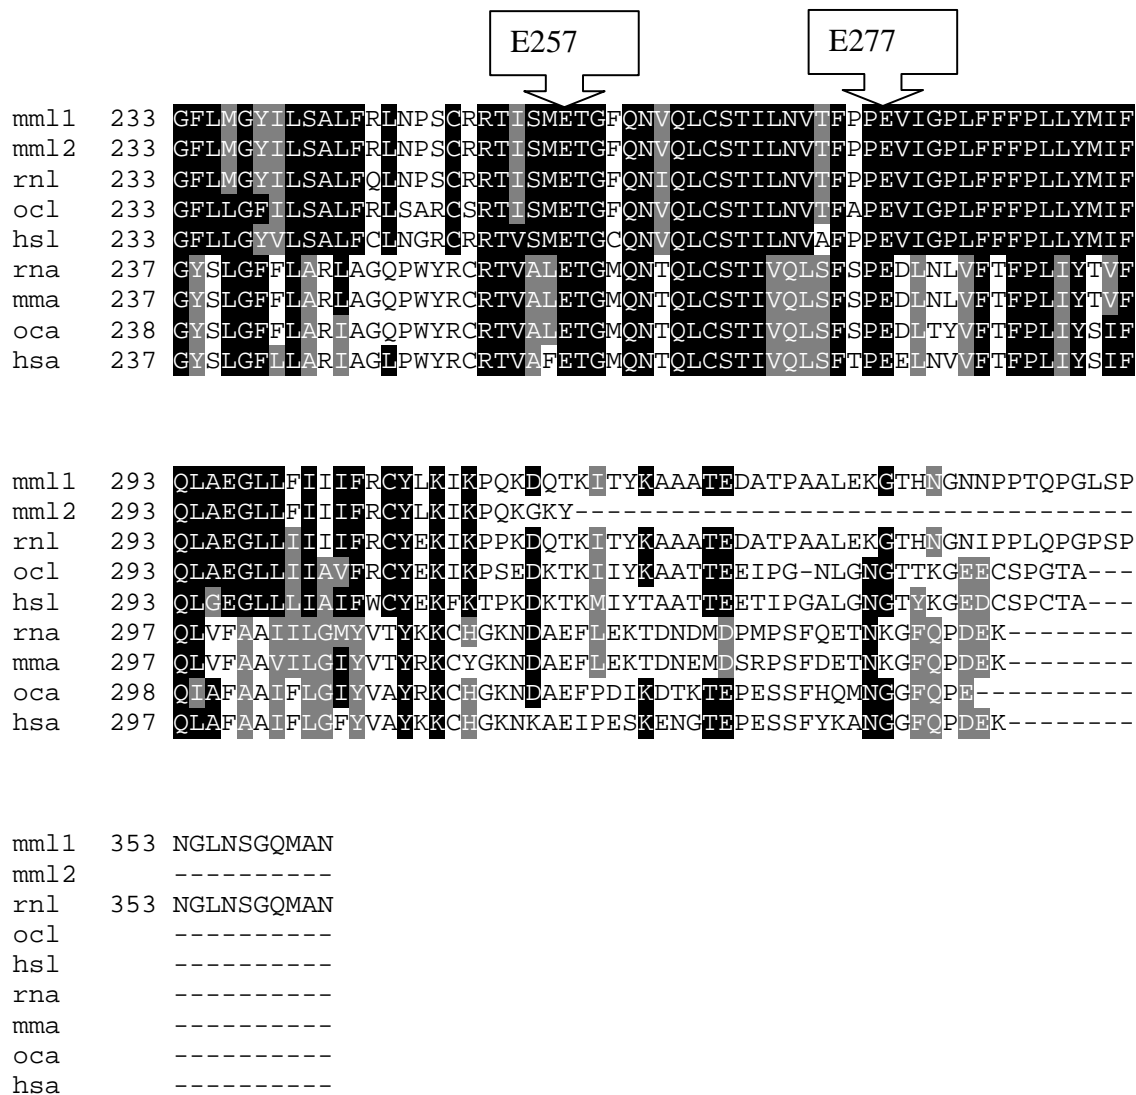 E257 E277
mml1 233 GFLMGYILSALFRLNPSCRRTISMETGFQNVQLCSTILNVTFPPEVIGPLFFFPLLYMIF
mml2 233 GFLMGYILSALFRLNPSCRRTISMETGFQNVQLCSTILNVTFPPEVIGPLFFFPLLYMIF
rnl 233 GFLMGYILSALFQLNPSCRRTISMETGFQNIQLCSTILNVTFPPEVIGPLFFFPLLYMIF
ocl 233 GFLLGFILSALFRLSARCSRTISMETGFQNVQLCSTILNVTFAPEVIGPLFFFPLLYMIF
hsl 233 GFLLGYVLSALFCLNGRCRRTVSMETGCQNVQLCSTILNVAFPPEVIGPLFFFPLLYMIF
rna 237 GYSLGFFLARLAGQPWYRCRTVALETGMQNTQLCSTIVQLSFSPEDLNLVFTFPLIYTVF
mma 237 GYSLGFFLARLAGQPWYRCRTVALETGMQNTQLCSTIVQLSFSPEDLNLVFTFPLIYTVF
oca 238 GYSLGFFLARIAGQPWYRCRTVALETGMQNTQLCSTIVQLSFSPEDLTYVFTFPLIYSIF
hsa 237 GYSLGFLLARIAGLPWYRCRTVAFETGMQNTQLCSTIVQLSFTPEELNVVFTFPLIYSIF
mml1 293 QLAEGLLFIIIFRCYLKIKPQKDQTKITYKAAATEDATPAALEKGTHNGNNPPTQPGLSP
mml2 293 QLAEGLLFIIIFRCYLKIKPQKGKY-----------------------------------
rnl 293 QLAEGLLIIIIFRCYEKIKPPKDQTKITYKAAATEDATPAALEKGTHNGNIPPLQPGPSP
ocl 293 QLAEGLLIIAVFRCYEKIKPSEDKTKIIYKAATTEEIPG-NLGNGTTKGEECSPGTA---
hsl 293 QLGEGLLLIAIFWCYEKFKTPKDKTKMIYTAATTEETIPGALGNGTYKGEDCSPCTA---
rna 297 QLVFAAIILGMYVTYKKCHGKNDAEFLEKTDNDMDPMPSFQETNKGFQPDEK--------
mma 297 QLVFAAVILGIYVTYRKCYGKNDAEFLEKTDNEMDSRPSFDETNKGFQPDEK--------
oca 298 QIAFAAIFLGIYVAYRKCHGKNDAEFPDIKDTKTEPESSFHQMNGGFQPE----------
hsa 297 QLAFAAIFLGFYVAYKKCHGKNKAEIPESKENGTEPESSFYKANGGFQPDEK--------
mml1 353 NGLNSGQMAN
mml2 ----------
rnl 353 NGLNSGQMAN
ocl ----------
hsl ----------
rna ----------
mma ----------
oca ----------
hsa ----------